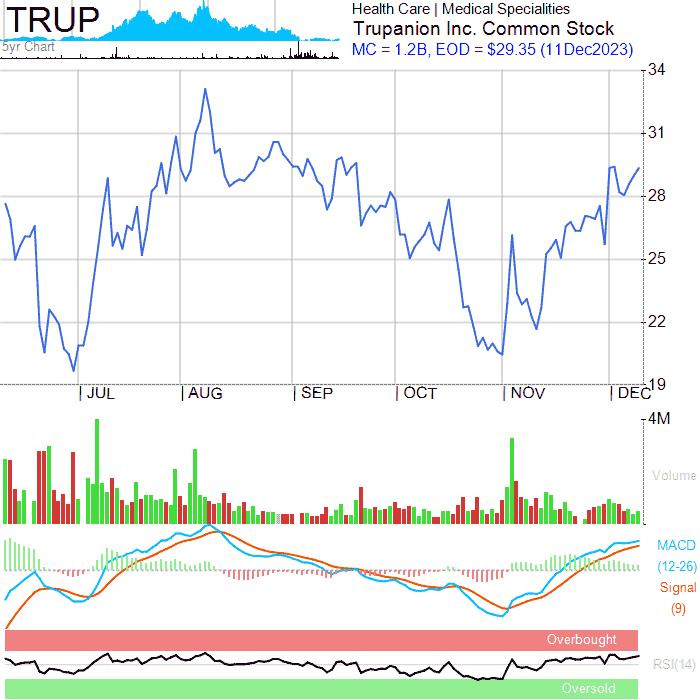 TRUP
5yr Chart
Health Care | Medical Specialities
Trupanion Inc. Common Stock
MC = 1.2B, EOD = $29.35 (11Dec2023)
34
31
28
25
22
19
JUL
AUG
SEP
OCT
NOV
DEC
4M
Volume
MACD
(12-26)
Signal
(9)
Overbought
RSI(14)
Oversold